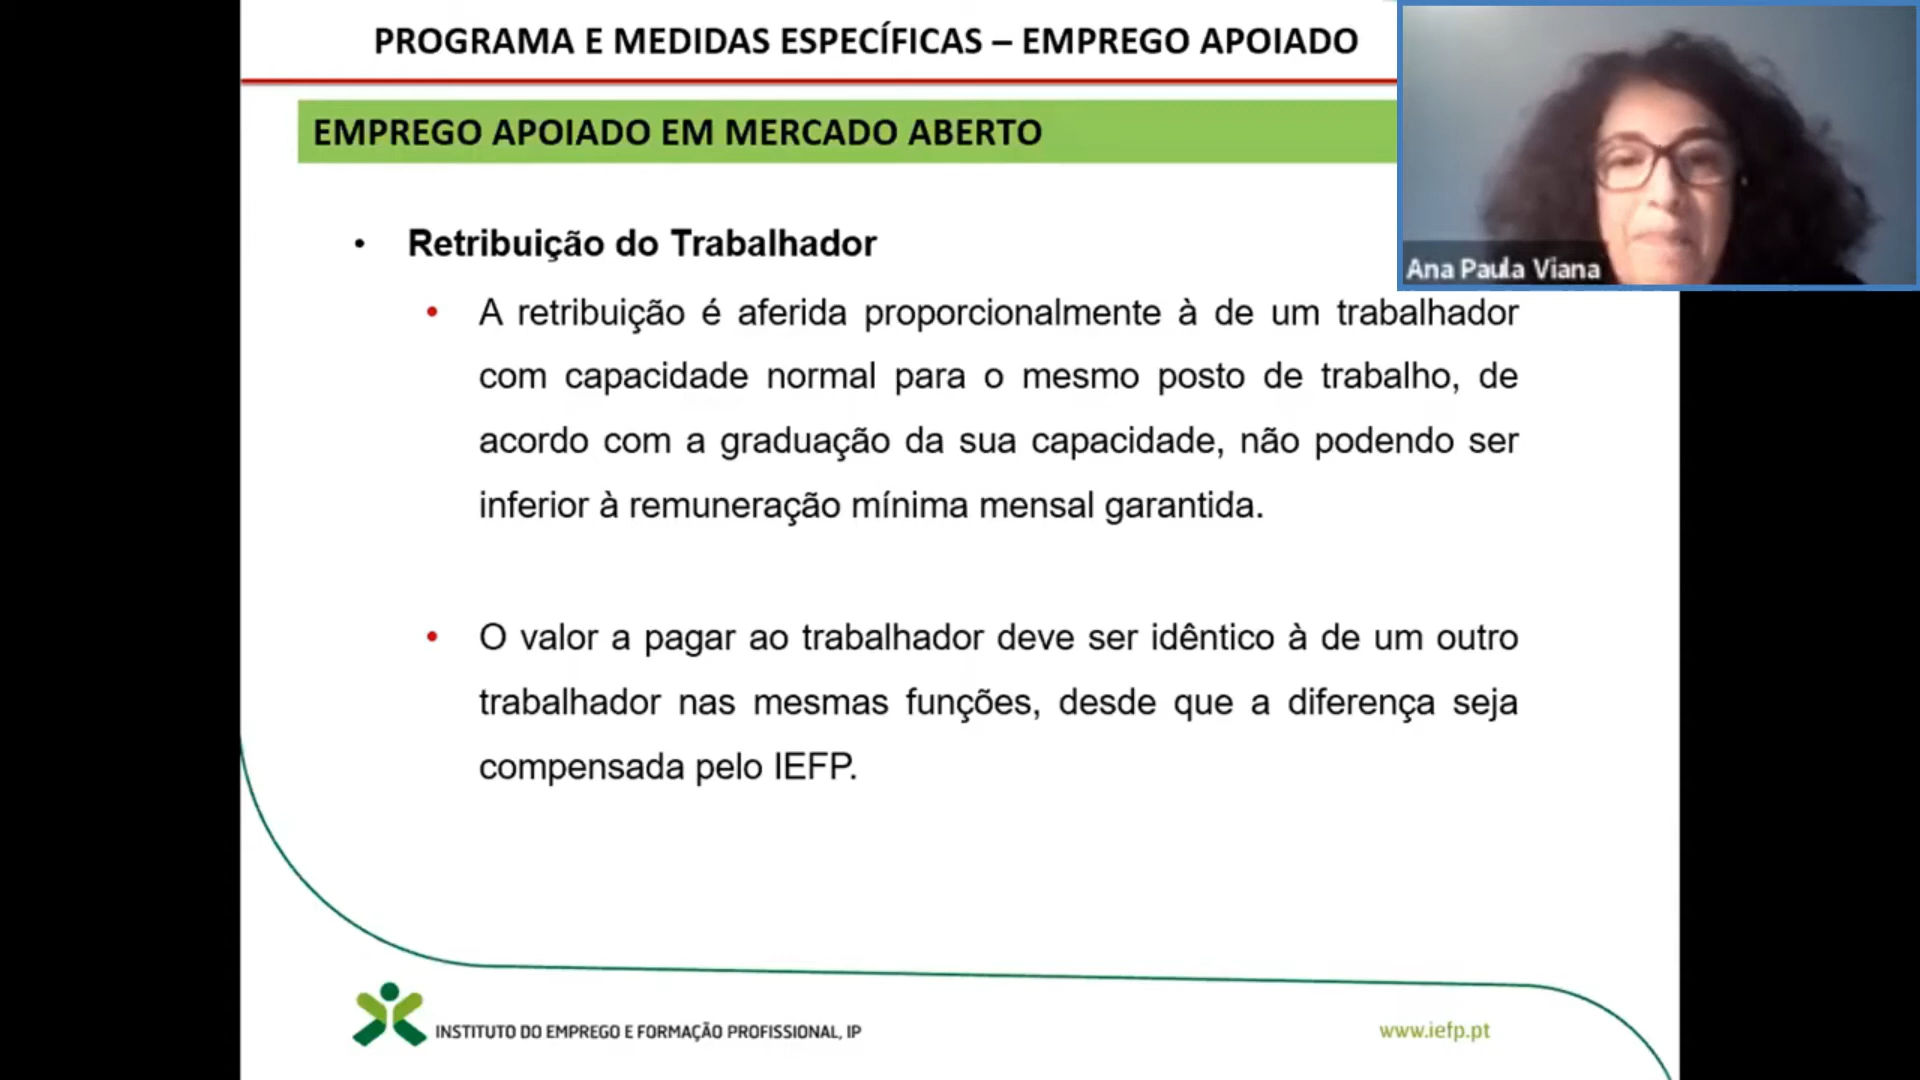 PROGRAMA E MEDIDAS ESPECÍFICAS – EMPREGO APOIADO
EMPREGO APOIADO EM MERCADO ABERTO
Ana Paula Viana
• Retribuição do Trabalhador
• A retribuição é aferida proporcionalmente à de um trabalhador
com capacidade normal para o mesmo posto de trabalho, de
acordo com a graduação da sua capacidade, não podendo ser
inferior à remuneração mínima mensal garantida.
• O valor a pagar ao trabalhador deve ser idêntico à de um outro
trabalhador nas mesmas funções, desde que a diferença seja
compensada pelo IEFP.
INSTITUTO DO EMPREGO E FORMAÇÃO PROFISSIONAL, IP
www.iefp.pt